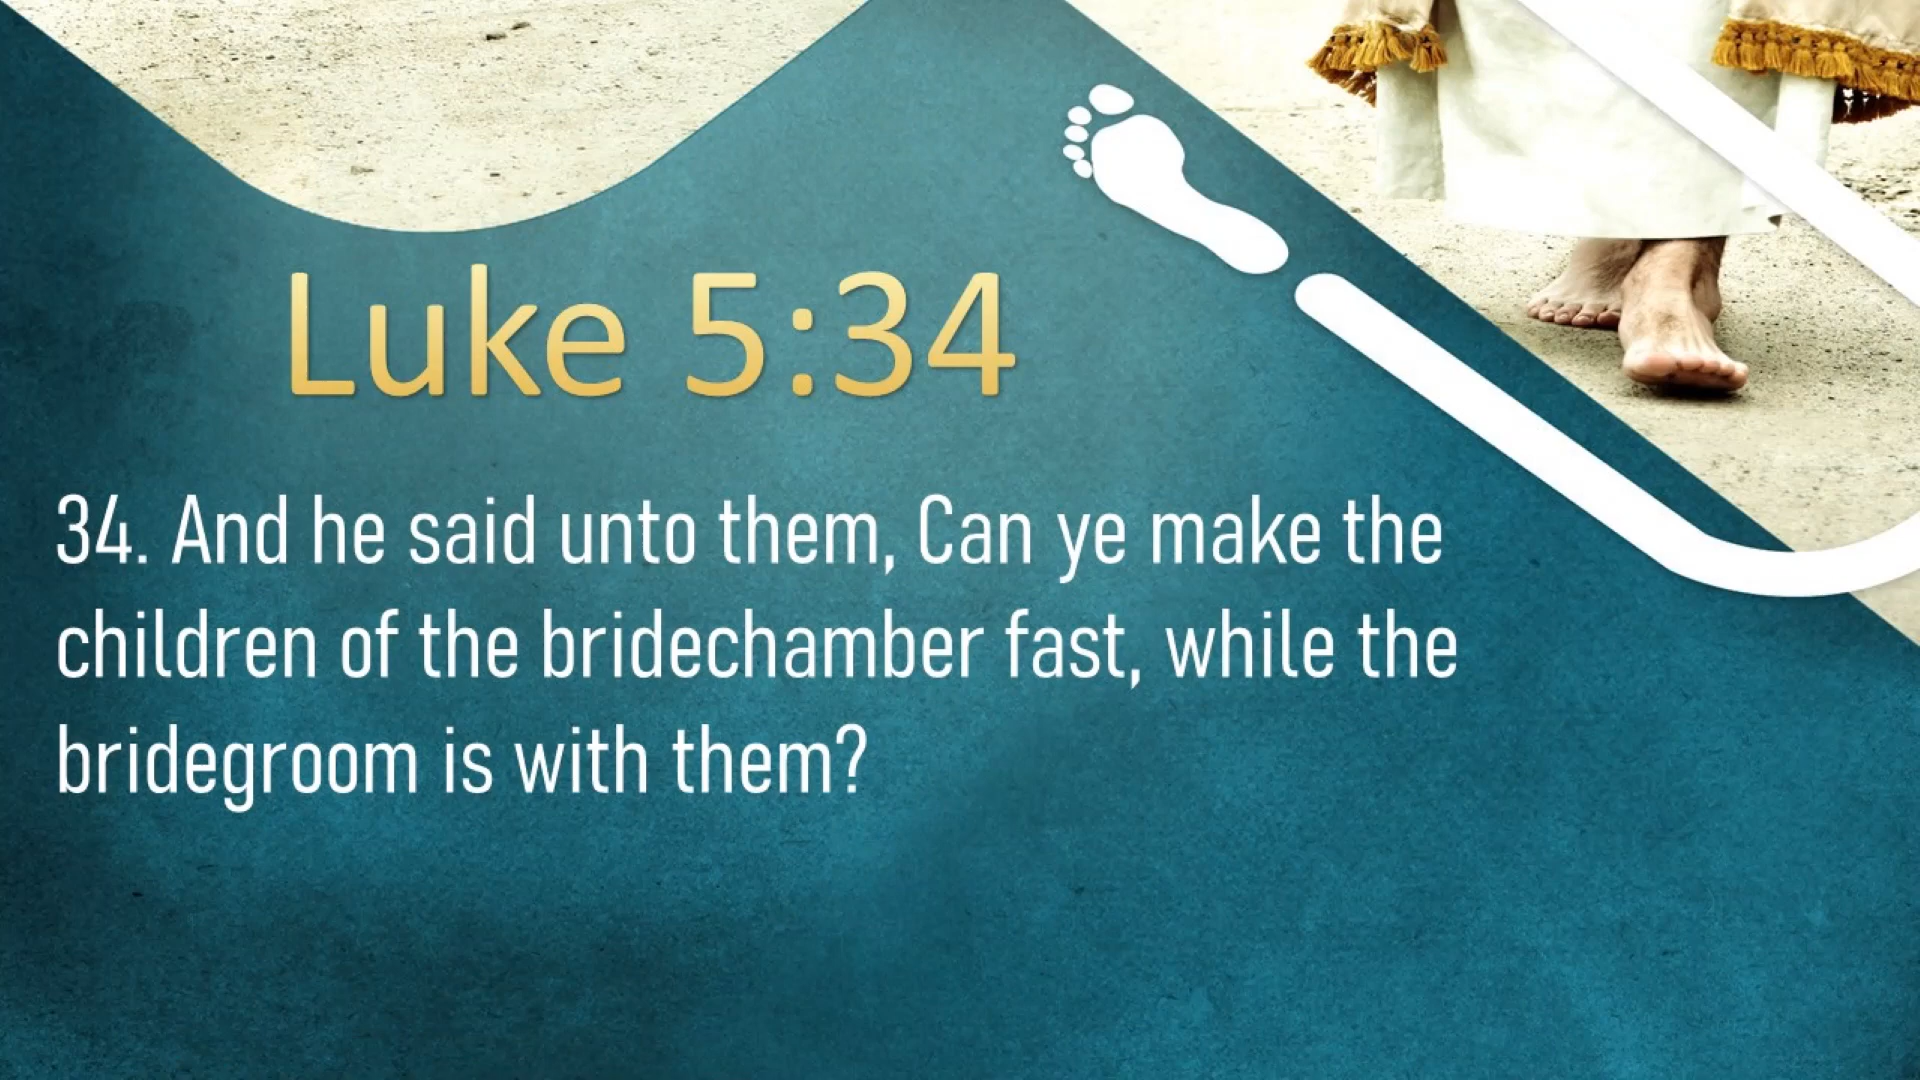 Luke 5:34
34. And he said unto them, Can ye make the
children of the bridechamber fast, while the
bridegroom is with them?